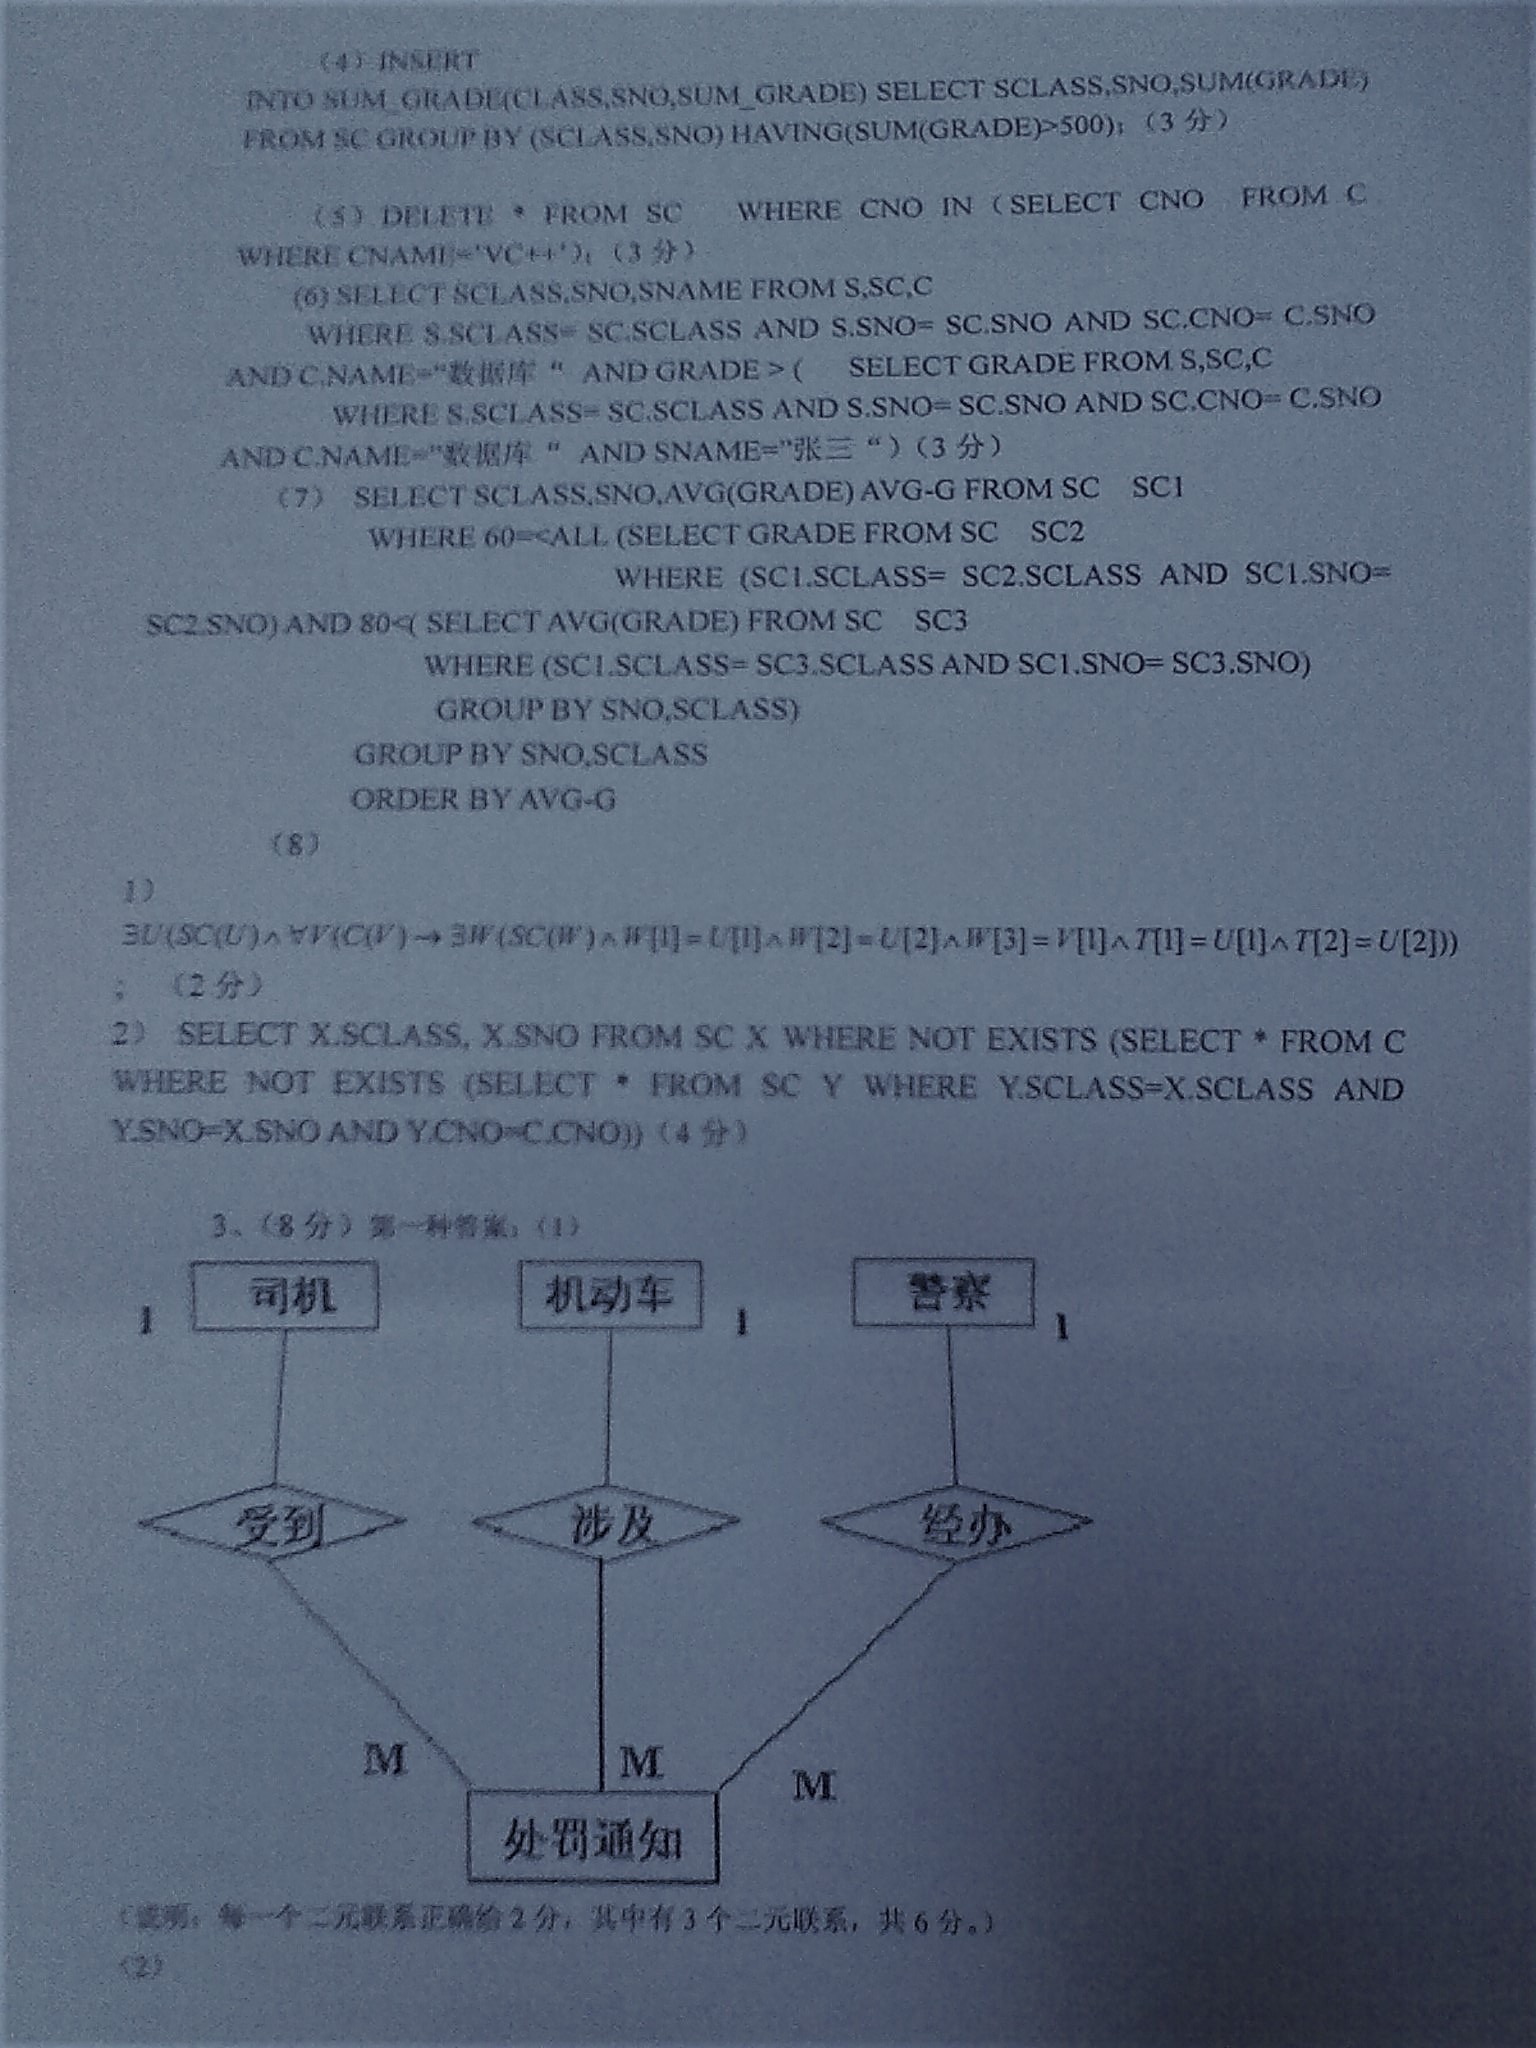 (4) INSERT
INTO SUM_GRADE(CLASS,SNO,SUM_GRADE) SELECT SCLASS,SNO,SUM(GRADE)
FROM SC GROUP BY (SCLASS,SNO) HAVING(SUM(GRADE)>500);（3 分）
（5）DELETE * FROM SC WHERE CNO IN（SELECT CNO FROM C
WHERE CNAME='VC++');（3 分）
(6) SELECT SCLASS,SNO,SNAME FROM S,SC,C
WHERE S.SCLASS= SC.SCLASS AND S.SNO= SC.SNO AND SC.CNO= C.SNO
AND C.NAME="数据库 “ AND GRADE > ( SELECT GRADE FROM S,SC,C
WHERE S.SCLASS= SC.SCLASS AND S.SNO= SC.SNO AND SC.CNO= C.SNO
AND C.NAME="数据库 “ AND SNAME="张三 “)（3 分）
（7） SELECT SCLASS,SNO,AVG(GRADE) AVG-G FROM SC SC1
WHERE 60=<ALL (SELECT GRADE FROM SC SC2
WHERE (SC1.SCLASS= SC2.SCLASS AND SC1.SNO=
SC2.SNO) AND 80<( SELECT AVG(GRADE) FROM SC SC3
WHERE (SC1.SCLASS= SC3.SCLASS AND SC1.SNO= SC3.SNO)
GROUP BY SNO,SCLASS)
GROUP BY SNO,SCLASS
ORDER BY AVG-G
（8）
1）
∃U(SC(U)∧∀V(C(V)→∃W(SC(W)∧W[1]=U[1]∧W[2]=U[2]∧W[3]=V[1]∧T[1]=U[1]∧T[2]=U[2]))
; （2 分）
2） SELECT X.SCLASS, X.SNO FROM SC X WHERE NOT EXISTS (SELECT * FROM C
WHERE NOT EXISTS (SELECT * FROM SC Y WHERE Y.SCLASS=X.SCLASS AND
Y.SNO=X.SNO AND Y.CNO=C.CNO))（4 分）
3、（8 分）第一种答案：（1）
司机 机动车 警察
1 1 1
受到 涉及 经办
M M M
处罚通知
（说明：每一个二元联系正确给 2 分，其中有 3 个二元联系，共 6 分。）
（2）